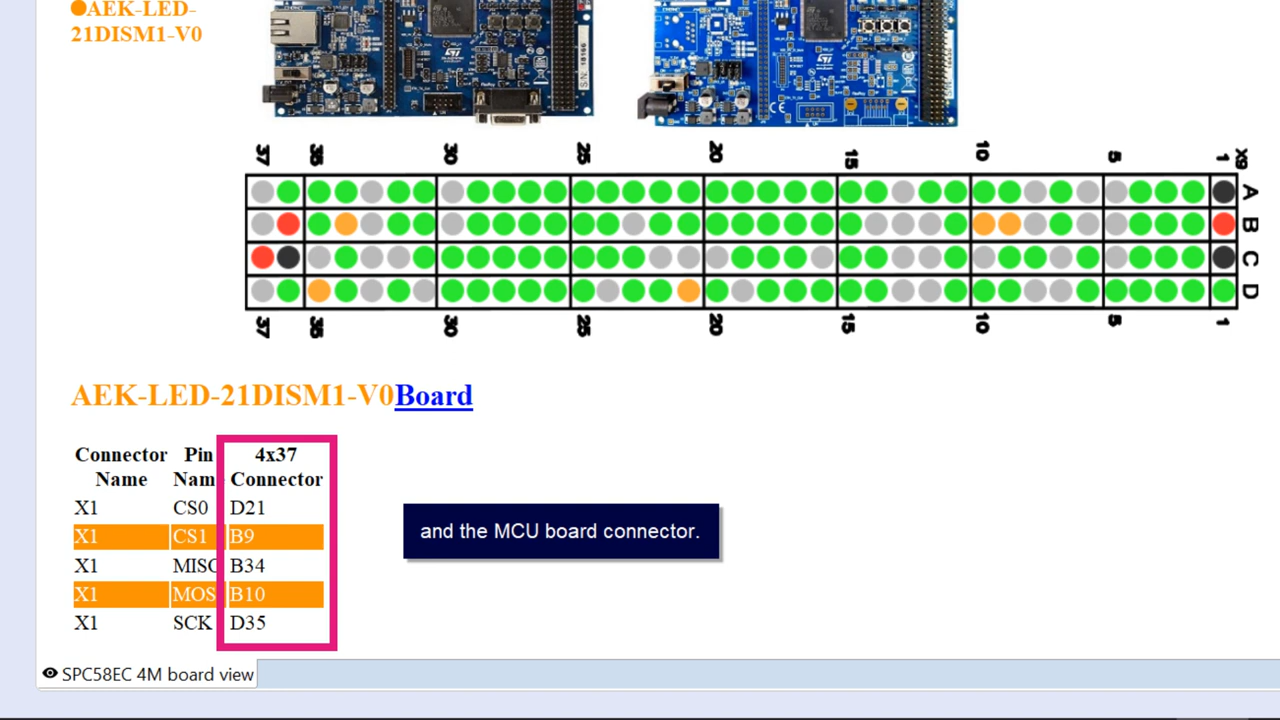 AEK-LED-
21DISM1-V0
37 35 30 25 20 15 10 5 1 X9
A
B
C
D
37 35 30 25 20 15 10 5 1
AEK-LED-21DISM1-V0Board
Connector Name Pin Nam 4x37 Connector
X1 CS0 D21
X1 CS1 B9
X1 MISO B34
X1 MOS B10
X1 SCK D35
and the MCU board connector.
SPC58EC 4M board view